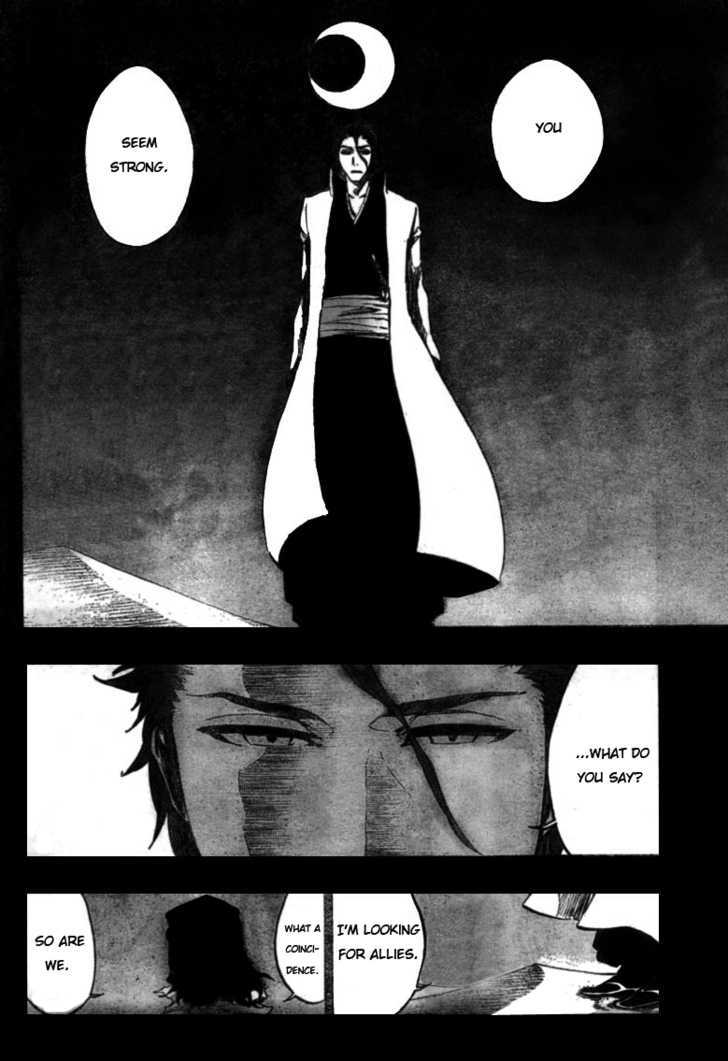 YOU
SEEM
STRONG.
...WHAT DO
YOU SAY?
I'M LOOKING
FOR ALLIES.
WHAT A
COINCI-
DENCE.
SO ARE
WE.